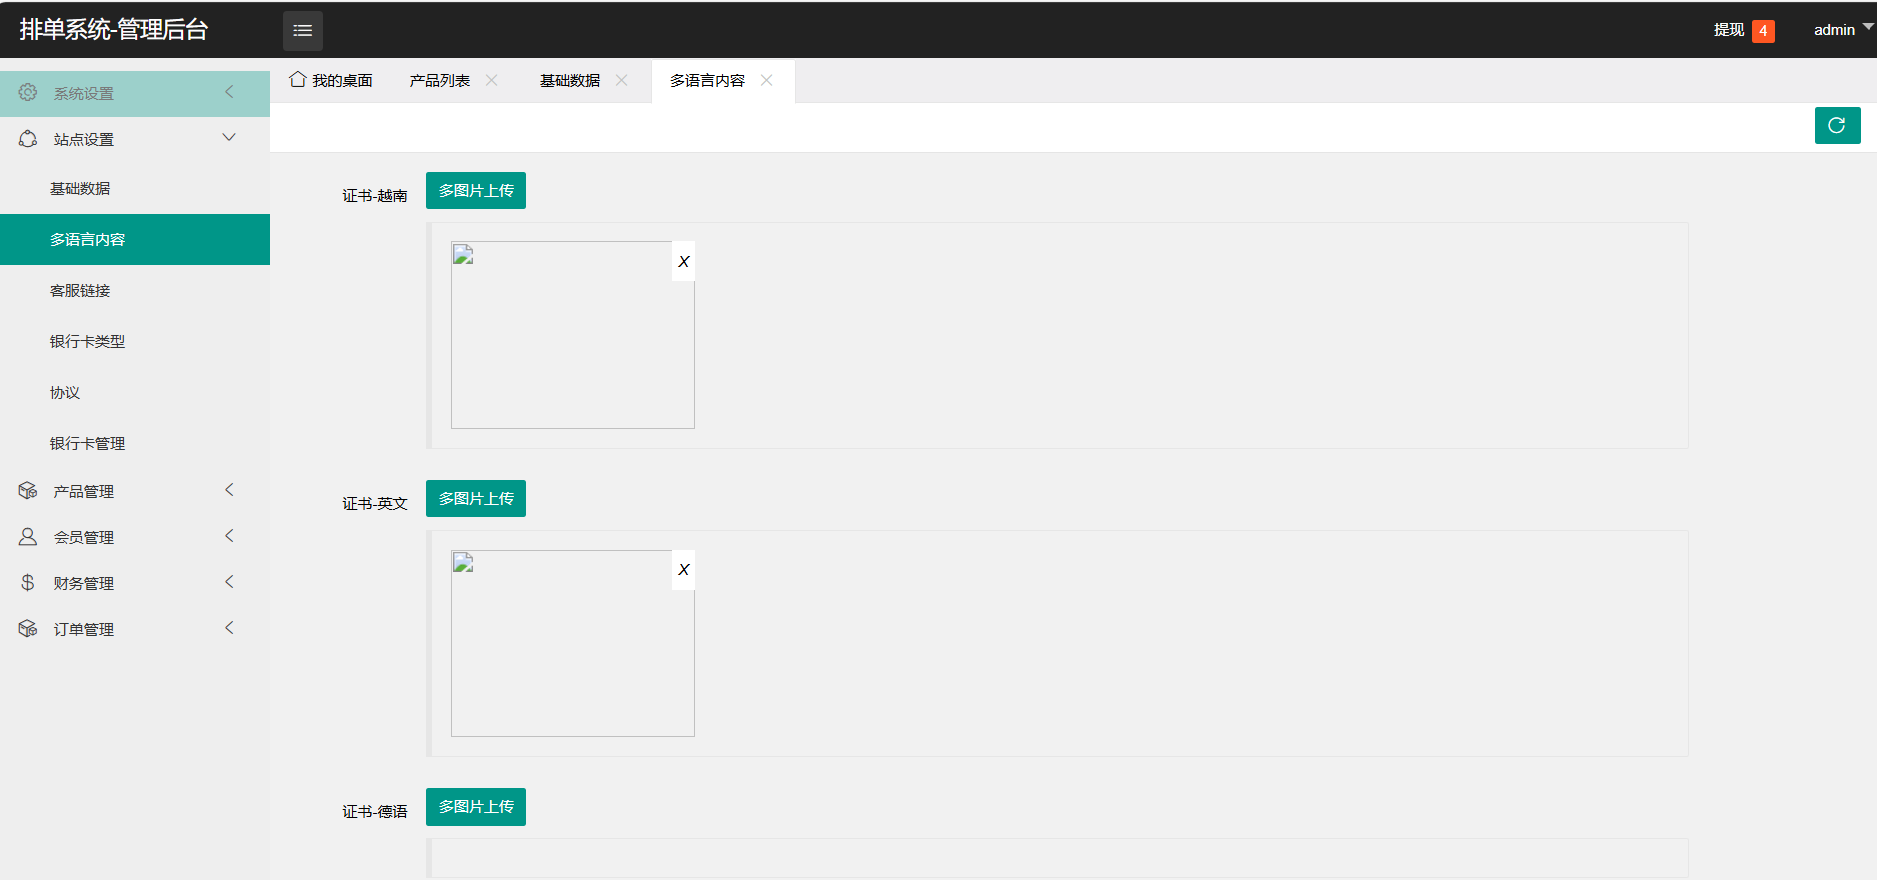 排单系统-管理后台
提现 4
admin
系统设置
站点设置
基础数据
多语言内容
客服链接
银行卡类型
协议
银行卡管理
产品管理
会员管理
财务管理
订单管理
我的桌面
产品列表
基础数据
多语言内容
证书-越南
多图片上传
X
证书-英文
多图片上传
X
证书-德语
多图片上传